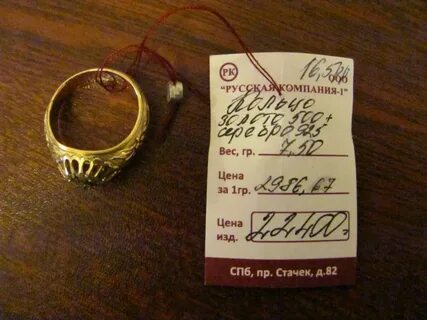 РК 16,5
ООО
"РУССКАЯ КОМПАНИЯ-1"
Кольцо
золото 500+
серебро 925
Вес, гр. 7,50
Цена
за 1гр. 2986,67
Цена
изд. 22400-
СПб, пр. Стачек, д.82